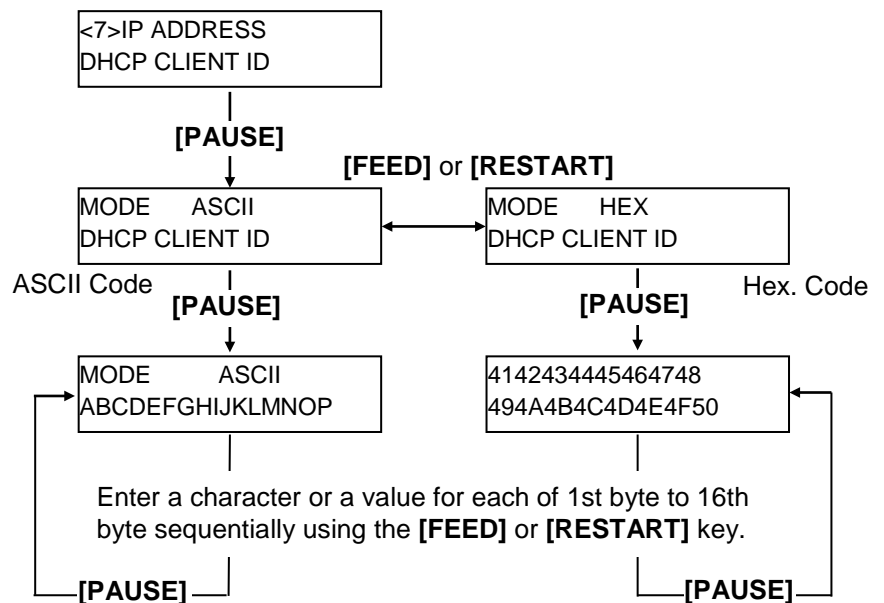 <7>IP ADDRESS
DHCP CLIENT ID
[PAUSE]
[FEED] or [RESTART]
MODE ASCII
DHCP CLIENT ID
MODE HEX
DHCP CLIENT ID
ASCII Code
[PAUSE]
[PAUSE]
Hex. Code
MODE ASCII
ABCDEFGHIJKLMNOP
4142434445464748
494A4B4C4D4E4F50
Enter a character or a value for each of 1st byte to 16th
byte sequentially using the [FEED] or [RESTART] key.
[PAUSE]
[PAUSE]